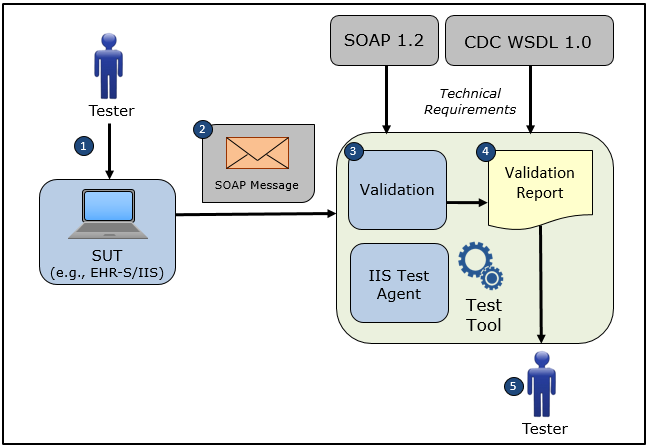 SOAP 1.2
CDC WSDL 1.0
Technical
Requirements
Tester
1
2
SOAP Message
3
Validation
4
Validation
Report
SUT
(e.g., EHR-S/IIS)
IIS Test
Agent
Test
Tool
5
Tester